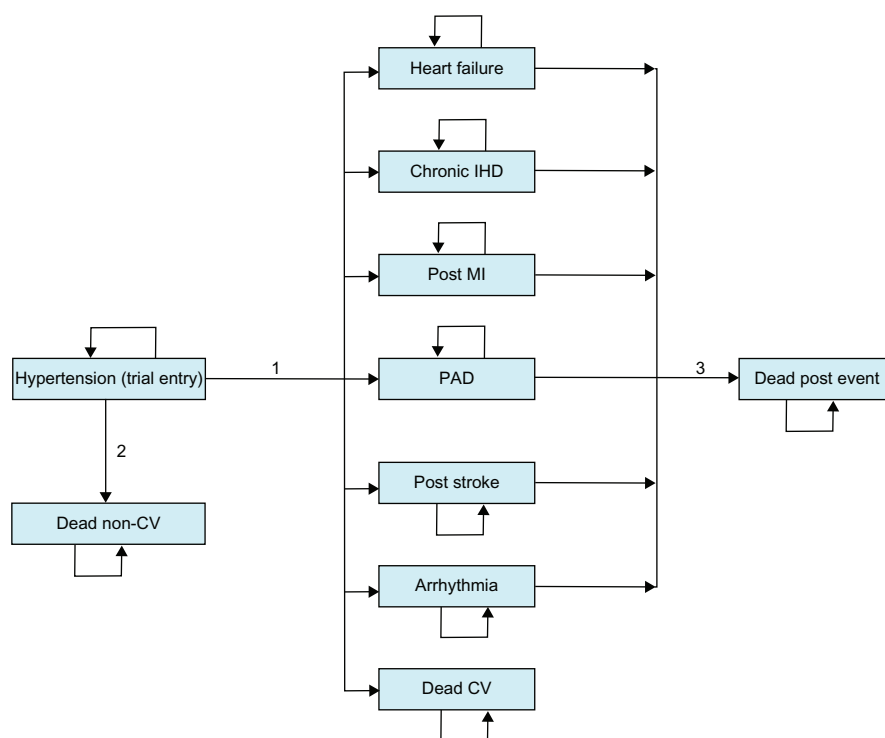 Heart failure
Chronic IHD
Post MI
Hypertension (trial entry)
1
PAD
3
Dead post event
2
Post stroke
Dead non-CV
Arrhythmia
Dead CV